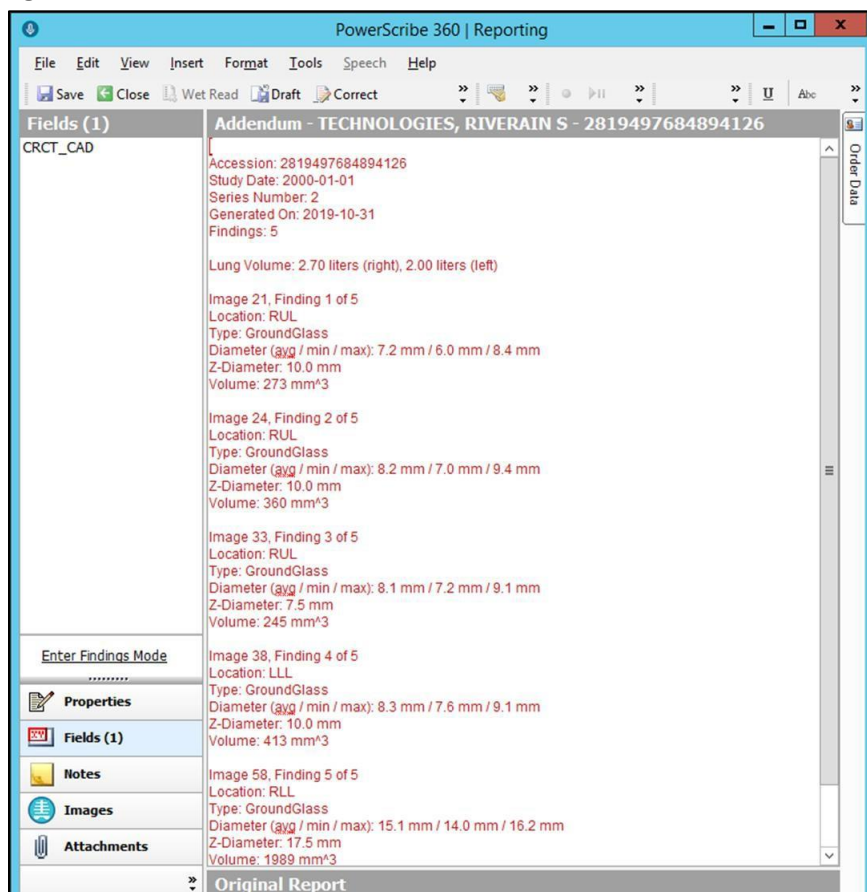 PowerScribe 360 | Reporting
File Edit View Insert Format Tools Speech Help
Save Close Wet Read Draft Correct U Abc
Fields (1)
CRCT_CAD
Addendum - TECHNOLOGIES, RIVERAIN S - 2819497684894126
Order Data
Accession: 2819497684894126
Study Date: 2000-01-01
Series Number: 2
Generated On: 2019-10-31
Findings: 5
Lung Volume: 2.70 liters (right), 2.00 liters (left)
Image 21, Finding 1 of 5
Location: RUL
Type: GroundGlass
Diameter (avg / min / max): 7.2 mm / 6.0 mm / 8.4 mm
Z-Diameter: 10.0 mm
Volume: 273 mm^3
Image 24, Finding 2 of 5
Location: RUL
Type: GroundGlass
Diameter (avg / min / max): 8.2 mm / 7.0 mm / 9.4 mm
Z-Diameter: 10.0 mm
Volume: 360 mm^3
Image 33, Finding 3 of 5
Location: RUL
Type: GroundGlass
Diameter (avg / min / max): 8.1 mm / 7.2 mm / 9.1 mm
Z-Diameter: 7.5 mm
Volume: 245 mm^3
Image 38, Finding 4 of 5
Location: LLL
Type: GroundGlass
Diameter (avg / min / max): 8.3 mm / 7.6 mm / 9.1 mm
Z-Diameter: 10.0 mm
Volume: 413 mm^3
Image 58, Finding 5 of 5
Location: RLL
Type: GroundGlass
Diameter (avg / min / max): 15.1 mm / 14.0 mm / 16.2 mm
Z-Diameter: 17.5 mm
Volume: 1989 mm^3
Enter Findings Mode
Properties
Fields (1)
Notes
Images
Attachments
Original Report